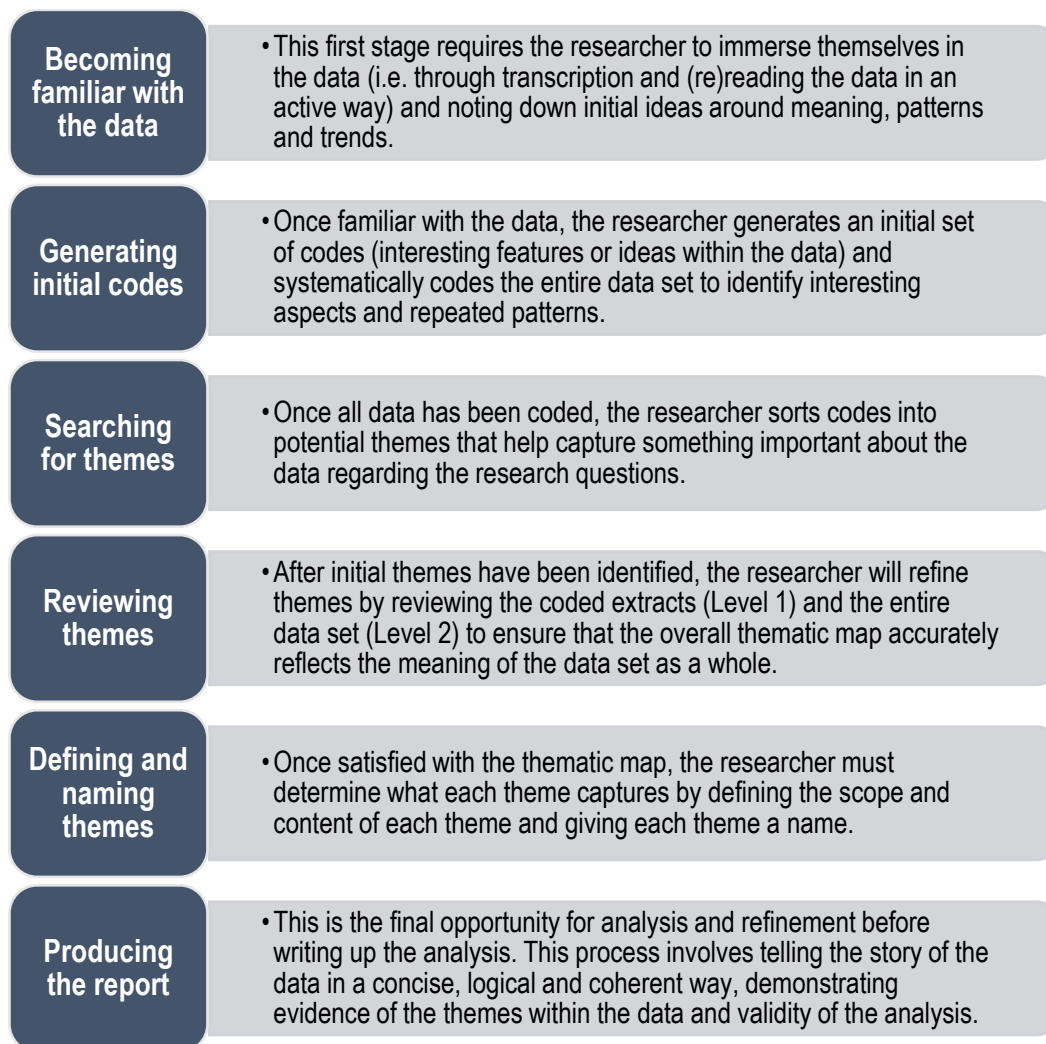 Becoming
familiar with
the data
• This first stage requires the researcher to immerse themselves in
the data (i.e. through transcription and (re)reading the data in an
active way) and noting down initial ideas around meaning, patterns
and trends.
Generating
initial codes
• Once familiar with the data, the researcher generates an initial set
of codes (interesting features or ideas within the data) and
systematically codes the entire data set to identify interesting
aspects and repeated patterns.
Searching
for themes
• Once all data has been coded, the researcher sorts codes into
potential themes that help capture something important about the
data regarding the research questions.
Reviewing
themes
• After initial themes have been identified, the researcher will refine
themes by reviewing the coded extracts (Level 1) and the entire
data set (Level 2) to ensure that the overall thematic map accurately
reflects the meaning of the data set as a whole.
Defining and
naming
themes
• Once satisfied with the thematic map, the researcher must
determine what each theme captures by defining the scope and
content of each theme and giving each theme a name.
Producing
the report
• This is the final opportunity for analysis and refinement before
writing up the analysis. This process involves telling the story of the
data in a concise, logical and coherent way, demonstrating
evidence of the themes within the data and validity of the analysis.